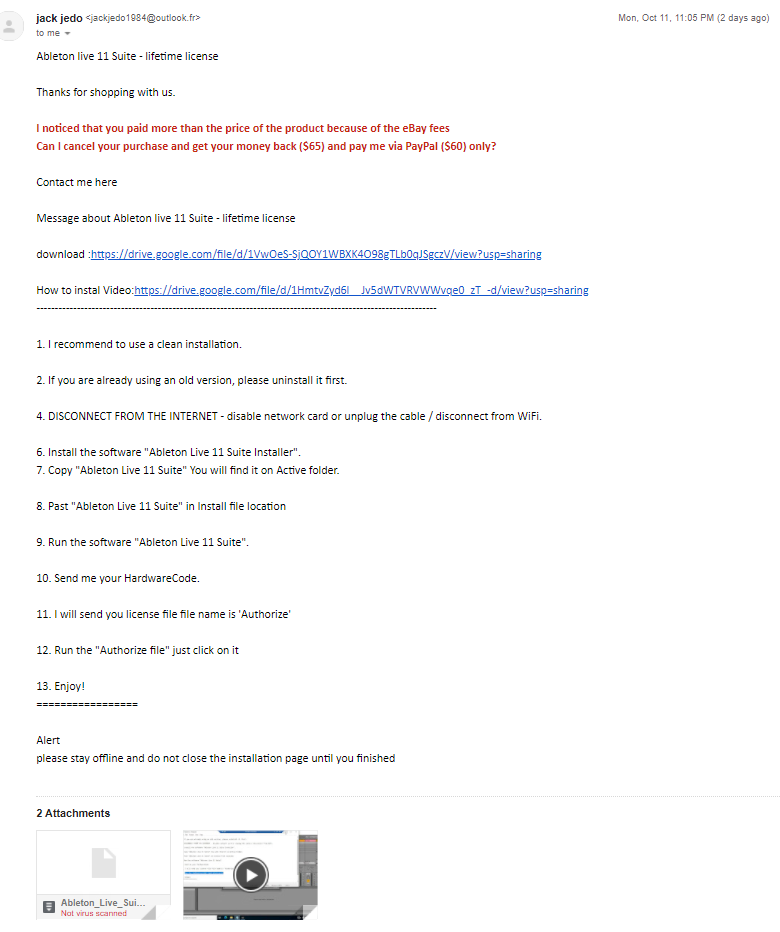 jack jedo <jackjedo1984@outlook.fr>
Mon, Oct 11, 11:05 PM (2 days ago)
to me
Ableton live 11 Suite - lifetime license
Thanks for shopping with us.
I noticed that you paid more than the price of the product because of the eBay fees
Can I cancel your purchase and get your money back ($65) and pay me via PayPal ($60) only?
Contact me here
Message about Ableton live 11 Suite - lifetime license
download :https://drive.google.com/file/d/1VwOeS-SjQOY1WBXK4O98gTLb0qJSgczV/view?usp=sharing
How to instal Video:https://drive.google.com/file/d/1HmtvZyd6l__Jv5dWTVRVWWvqe0_zT_-d/view?usp=sharing
--------------------------------------------------------------------------------------------------------------
1. I recommend to use a clean installation.
2. If you are already using an old version, please uninstall it first.
4. DISCONNECT FROM THE INTERNET - disable network card or unplug the cable / disconnect from WiFi.
6. Install the software "Ableton Live 11 Suite Installer".
7. Copy "Ableton Live 11 Suite" You will find it on Active folder.
8. Past "Ableton Live 11 Suite" in Install file location
9. Run the software "Ableton Live 11 Suite".
10. Send me your HardwareCode.
11. I will send you license file file name is 'Authorize'
12. Run the "Authorize file" just click on it
13. Enjoy!
=================
Alert
please stay offline and do not close the installation page until you finished
2 Attachments
Ableton_Live_Sui...
Not virus scanned